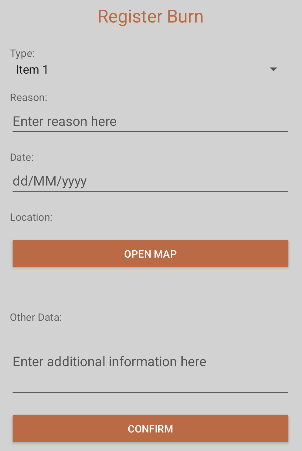 Register Burn
Type:
Item 1
Reason:
Enter reason here
Date:
dd/MM/yyyy
Location:
OPEN MAP
Other Data:
Enter additional information here
CONFIRM